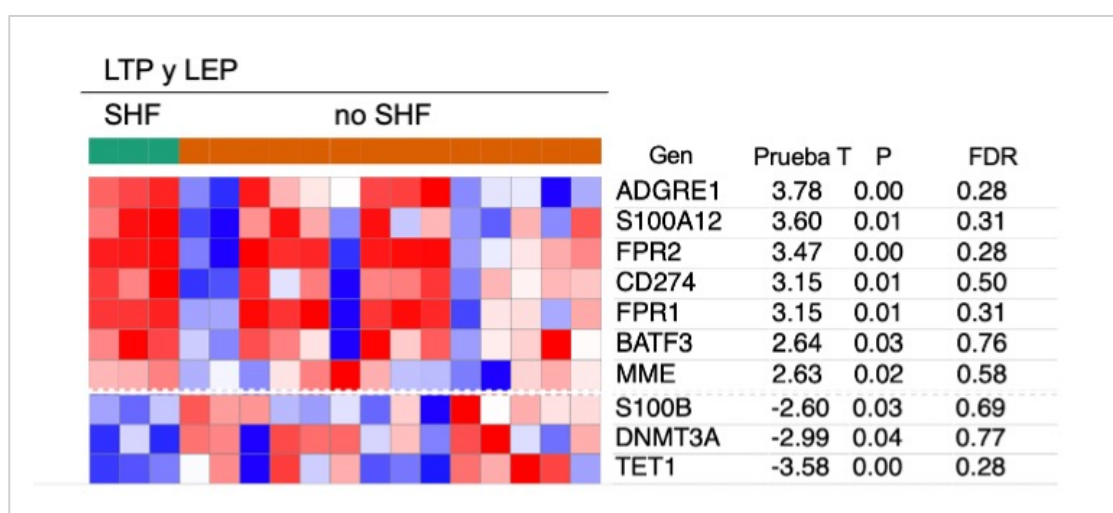 LTP y LEP
SHF no SHF
Gen Prueba T P FDR
ADGRE1 3.78 0.00 0.28
S100A12 3.60 0.01 0.31
FPR2 3.47 0.00 0.28
CD274 3.15 0.01 0.50
FPR1 3.15 0.01 0.31
BATF3 2.64 0.03 0.76
MME 2.63 0.02 0.58
S100B -2.60 0.03 0.69
DNMT3A -2.99 0.04 0.77
TET1 -3.58 0.00 0.28